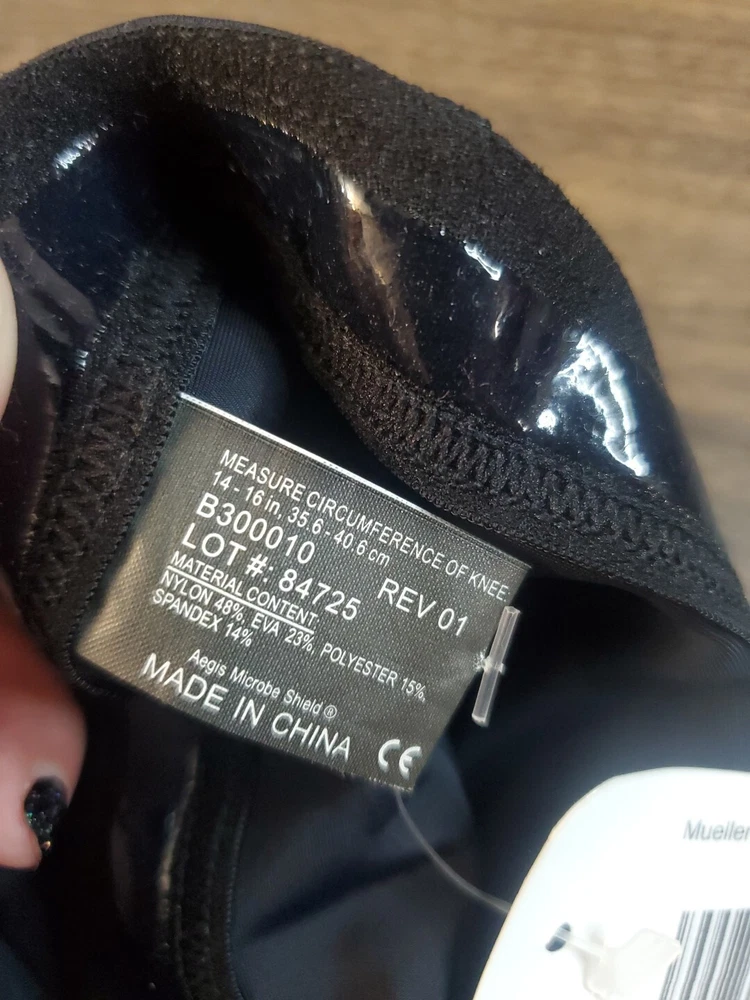 MEASURE CIRCUMFERENCE OF KNEE:
14 - 16 in. 35.6 - 40.6 cm
B300010 REV 01
LOT #: 84725
MATERIAL CONTENT
NYLON 48%, EVA 23%, POLYESTER 15%,
SPANDEX 14%
Aegis Microbe Shield ®
MADE IN CHINA CE
Mueller